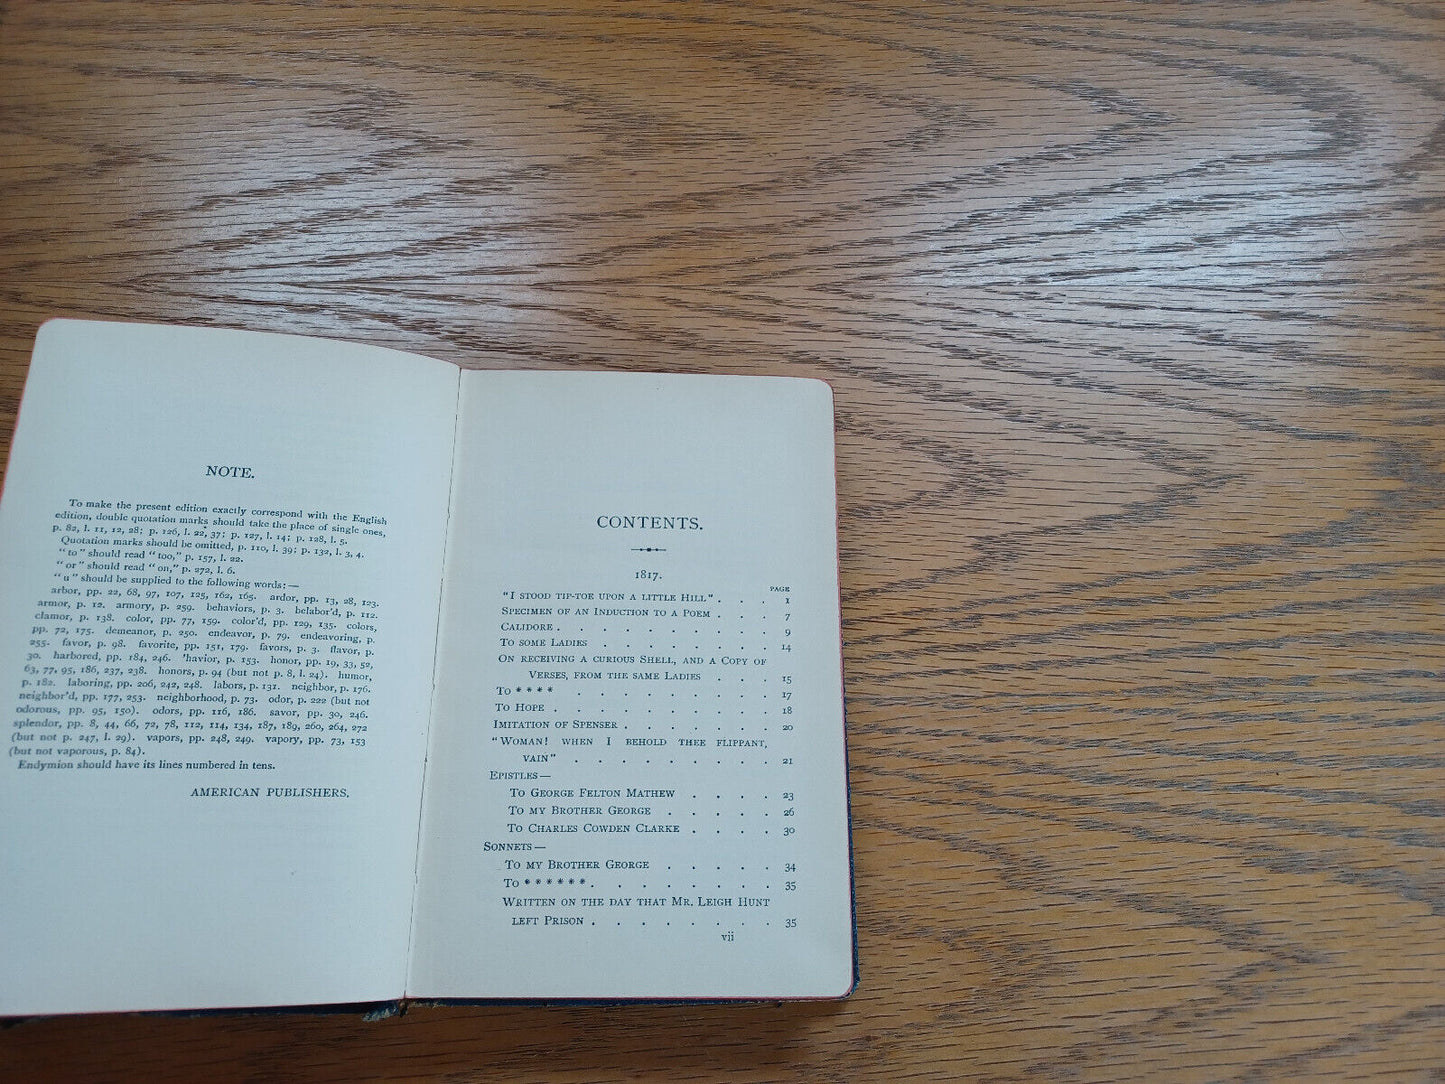 NOTE.
To make the present edition exactly correspond with the English
edition, double quotation marks should take the place of single ones,
p. 82, l. 11, 12, 28; p. 126, l. 22, 37; p. 127, l. 14; p. 128, l. 5.
Quotation marks should be omitted, p. 110, l. 39; p. 132, l. 3, 4.
"to" should read "too," p. 157, l. 22.
"or" should read "on," p. 272, l. 6.
"u" should be supplied to the following words:—
arbor, pp. 22, 68, 97, 107, 125, 162, 165. ardor, pp. 13, 28, 123.
armor, p. 12. armory, p. 259. behaviors, p. 3. belabor'd, p. 112.
clamor, p. 138. color, pp. 77, 159. color'd, pp. 129, 135. colors,
pp. 72, 175. demeanor, p. 250. endeavor, p. 79. endeavoring, p.
255. favor, p. 98. favorite, pp. 151, 179. favors, p. 3. flavor, p.
30. harbored, pp. 184, 246. 'havior, p. 153. honor, pp. 19, 33, 52,
63, 77, 95, 186, 237, 238. honors, p. 94 (but not p. 8, l. 24). humor,
p. 182. laboring, pp. 206, 242, 248. labors, p. 131. neighbor, p. 176.
neighbor'd, pp. 177, 253. neighborhood, p. 73. odor, p. 222 (but not
odorous, pp. 95, 150). odors, pp. 116, 186. savor, pp. 30, 246.
splendor, pp. 8, 44, 66, 72, 78, 112, 114, 134, 187, 189, 260, 264, 272
(but not p. 247, l. 29). vapors, pp. 248, 249. vapory, pp. 73, 153
(but not vaporous, p. 84).
Endymion should have its lines numbered in tens.
AMERICAN PUBLISHERS.
CONTENTS.
1817.
PAGE
"I STOOD TIP-TOE UPON A LITTLE HILL" . . . 1
SPECIMEN OF AN INDUCTION TO A POEM . . . 7
CALIDORE . . . . . . . . . 9
TO SOME LADIES . . . . . . . 14
ON RECEIVING A CURIOUS SHELL, AND A COPY OF
VERSES, FROM THE SAME LADIES . . . 15
TO * * * * . . . . . . . . 17
TO HOPE . . . . . . . . . 18
IMITATION OF SPENSER . . . . . . 20
"WOMAN! WHEN I BEHOLD THEE FLIPPANT,
VAIN" . . . . . . . . 21
EPISTLES—
TO GEORGE FELTON MATHEW . . . . 23
TO MY BROTHER GEORGE . . . . . 26
TO CHARLES COWDEN CLARKE . . . . 30
SONNETS—
TO MY BROTHER GEORGE . . . . . 34
TO * * * * * * . . . . . . . . 35
WRITTEN ON THE DAY THAT MR. LEIGH HUNT
LEFT PRISON . . . . . . . . 35
vii